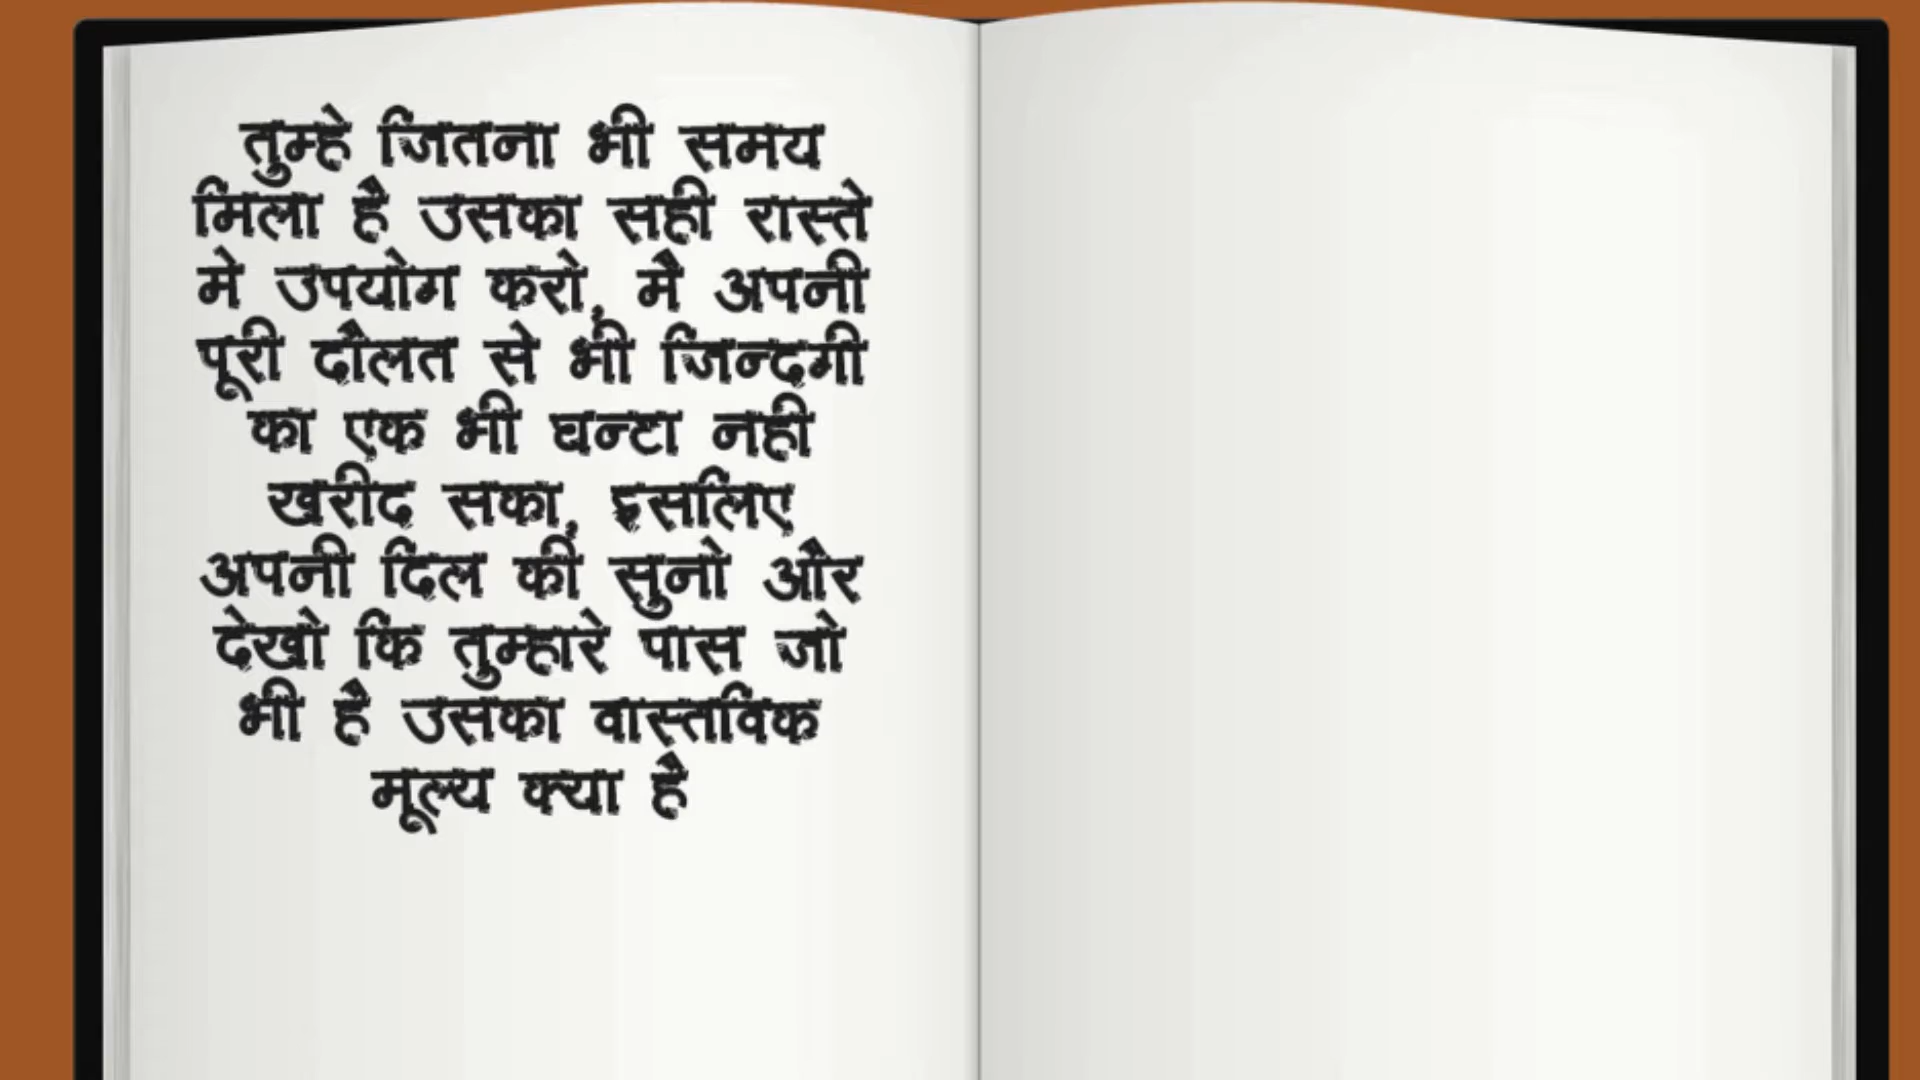 तुम्हे जितना भी समय
मिला है उसका सही रास्ते
मे उपयोग करो, मै अपनी
पूरी दौलत से भी जिन्दगी
का एक भी घन्टा नही
खरीद सका, इसलिए
अपनी दिल की सुनो और
देखो कि तुम्हारे पास जो
भी है उसका वास्तविक
मूल्य क्या है